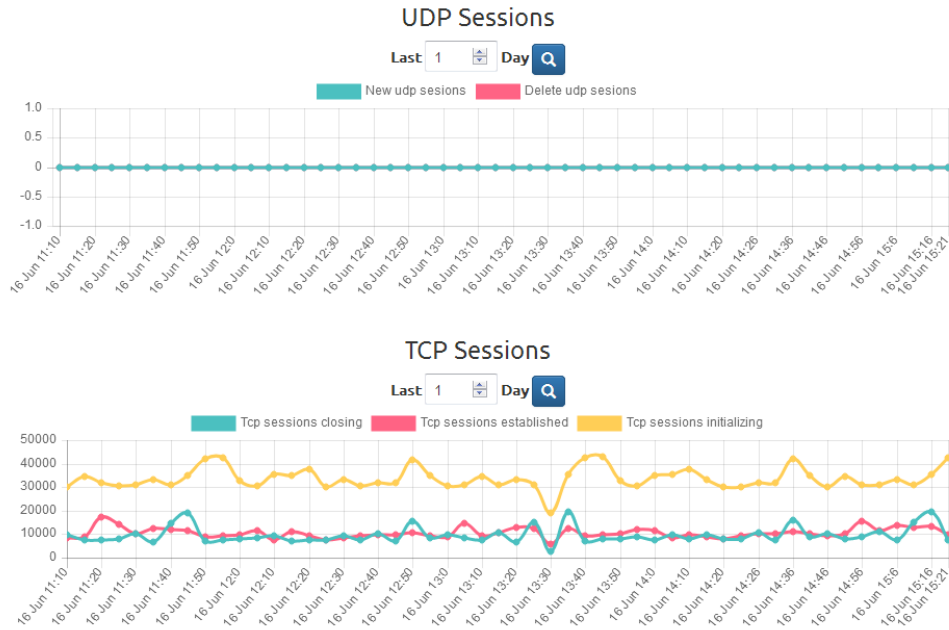 UDP Sessions
Last 1 Day
New udp sesions Delete udp sesions
1.0
0.5
0
-0.5
-1.0
16 Jun 11:10 16 Jun 11:20 16 Jun 11:30 16 Jun 11:40 16 Jun 11:50 16 Jun 12:0 16 Jun 12:10 16 Jun 12:20 16 Jun 12:40 16 Jun 12:50 16 Jun 13:0 16 Jun 13:10 16 Jun 13:20 16 Jun 13:30 16 Jun 13:40 16 Jun 13:50 16 Jun 14:0 16 Jun 14:10 16 Jun 14:20 16 Jun 14:26 16 Jun 14:36 16 Jun 14:46 16 Jun 14:56 16 Jun 15:6 16 Jun 15:16 16 Jun 15:21
TCP Sessions
Last 1 Day
Tcp sessions closing Tcp sessions established Tcp sessions initializing
50000
40000
30000
20000
10000
0
16 Jun 11:10 16 Jun 11:20 16 Jun 11:30 16 Jun 11:40 16 Jun 11:50 16 Jun 12:0 16 Jun 12:10 16 Jun 12:20 16 Jun 12:30 16 Jun 12:40 16 Jun 12:50 16 Jun 13:0 16 Jun 13:10 16 Jun 13:20 16 Jun 13:30 16 Jun 13:40 16 Jun 13:50 16 Jun 14:0 16 Jun 14:10 16 Jun 14:20 16 Jun 14:26 16 Jun 14:36 16 Jun 14:46 16 Jun 14:56 16 Jun 15:6 16 Jun 15:16 16 Jun 15:21